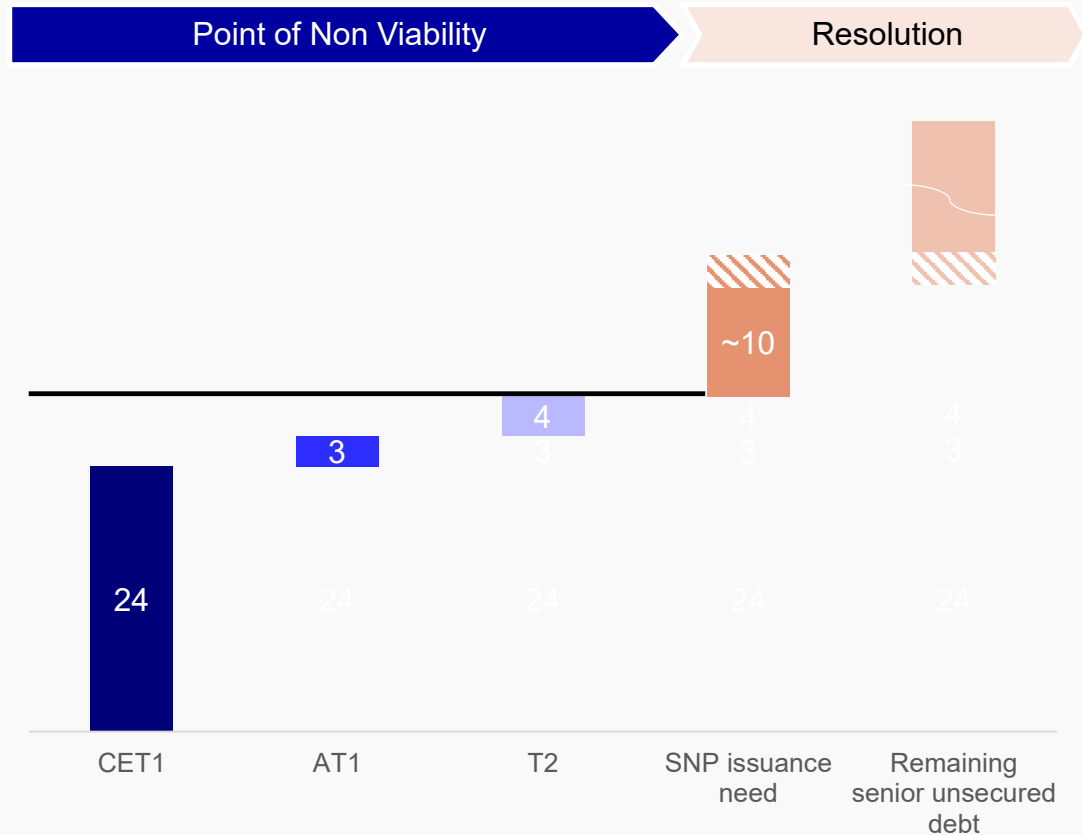 Point of Non Viability
Resolution
~10
4
4
4
3
3
3
3
24
24
24
24
24
CET1
AT1
T2
SNP issuance
need
Remaining
senior unsecured
debt